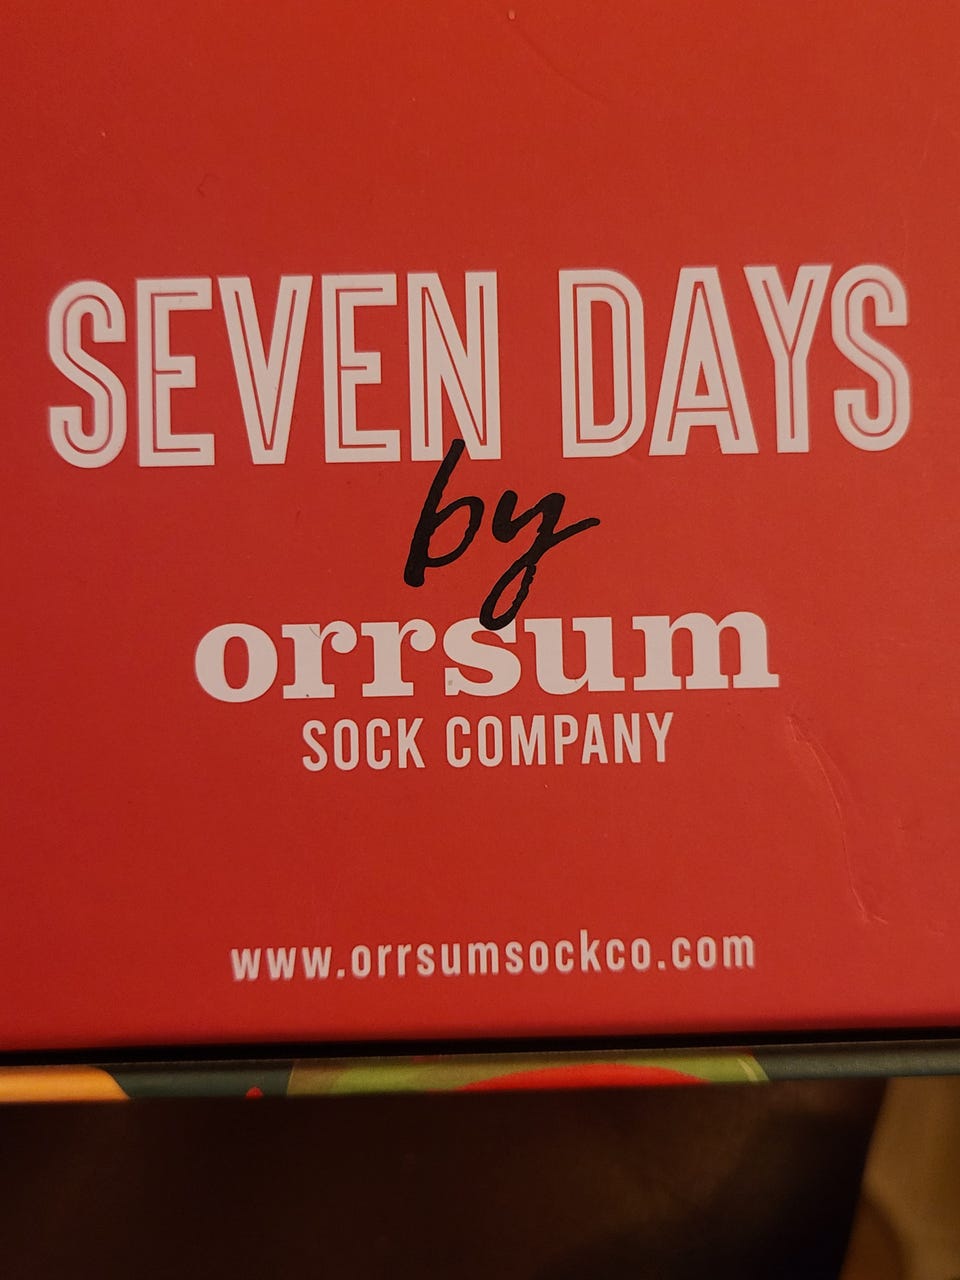 SEVEN DAYS
by
orrsum
SOCK COMPANY
www.orrsumsockco.com